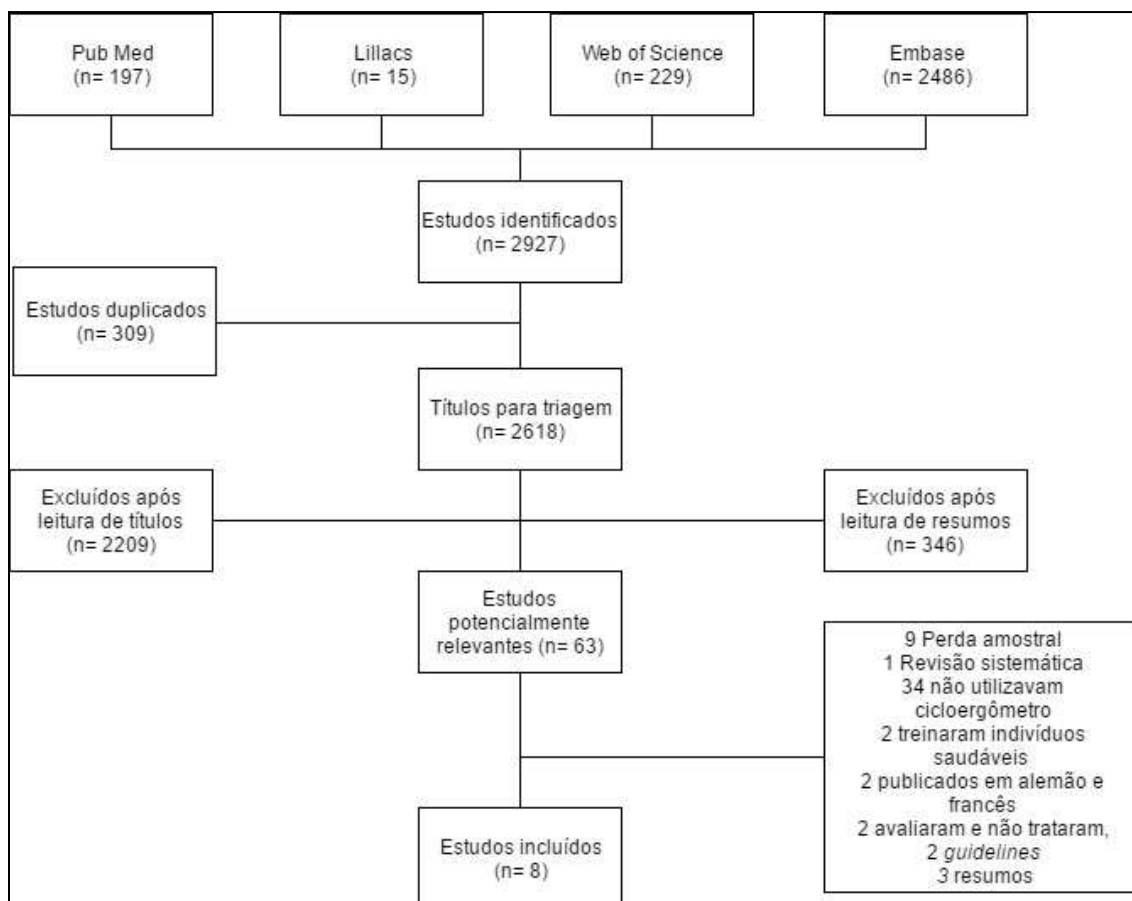 Pub Med
(n= 197)
Lillacs
(n= 15)
Web of Science
(n= 229)
Embase
(n= 2486)
Estudos identificados
(n= 2927)
Estudos duplicados
(n= 309)
Títulos para triagem
(n= 2618)
Excluídos após
leitura de títulos
(n= 2209)
Excluídos após
leitura de resumos
(n= 346)
Estudos
potencialmente
relevantes (n= 63)
9 Perda amostral
1 Revisão sistemática
34 não utilizavam
cicloergômetro
2 treinaram indivíduos
saudáveis
2 publicados em alemão e
francês
2 avaliaram e não trataram,
2 guidelines
3 resumos
Estudos incluídos
(n= 8)